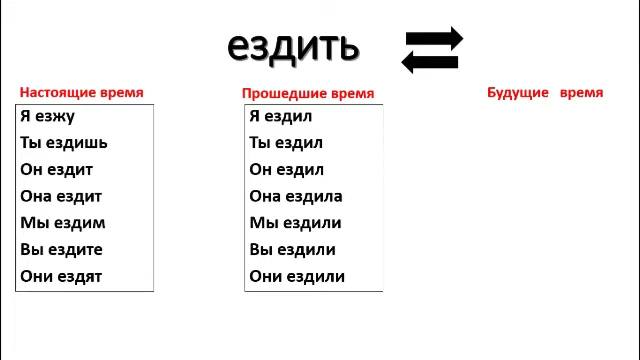 ездить
Настоящие время
Я езжу
Ты ездишь
Он ездит
Она ездит
Мы ездим
Вы ездите
Они ездят
Прошедшие время
Я ездил
Ты ездил
Он ездил
Она ездила
Мы ездили
Вы ездили
Они ездили
Будущие время